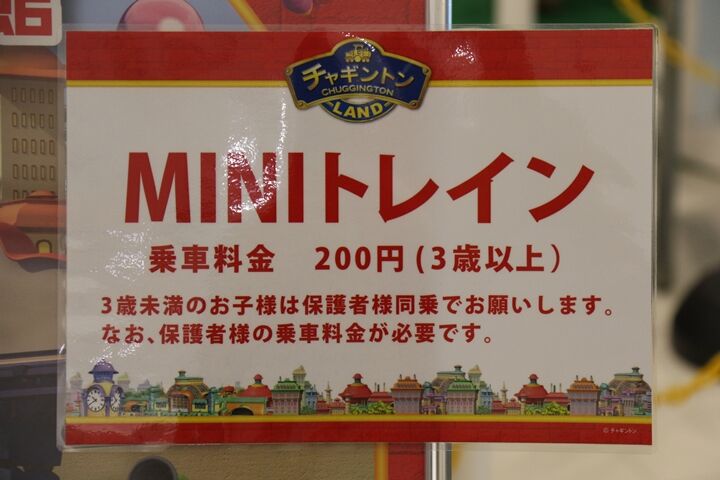 チャギントン
CHUGGINGTON
LAND
MINIトレイン
乗車料金　200円(3歳以上)
3歳未満のお子様は保護者様同乗でお願いします。
なお、保護者様の乗車料金が必要です。
© チャギントン